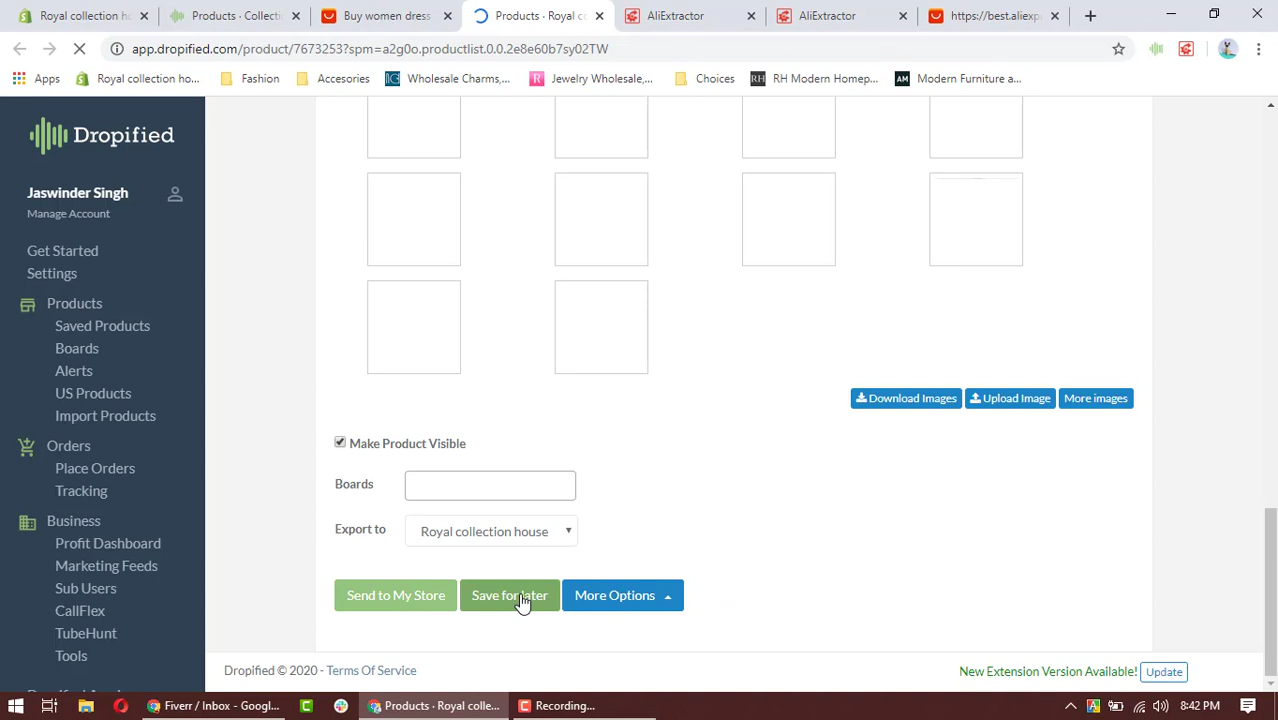 Royal collection ho
Products - Collecti
Buy women dress
Products · Royal co
AliExtractor
AliExtractor
https://best.aliexp
app.dropified.com/product/7673253?spm=a2g0o.productlist.0.0.2e8e60b7sy02TW
Apps
Royal collection ho...
Fashion
Accesories
Wholesale Charms,...
Jewelry Wholesale,...
Choices
RH
RH Modern Homep...
AM
Modern Furniture a...
Dropified
Jaswinder Singh
Manage Account
Get Started
Settings
Products
Saved Products
Boards
Alerts
US Products
Import Products
Orders
Place Orders
Tracking
Business
Profit Dashboard
Marketing Feeds
Sub Users
CallFlex
TubeHunt
Tools
Download Images
Upload Image
More images
Make Product Visible
Boards
Export to
Royal collection house
Send to My Store
Save for later
More Options
Dropified © 2020 - Terms Of Service
New Extension Version Available!
Update
Fiverr / Inbox - Googl...
Products - Royal colle...
Recording...
8:42 PM